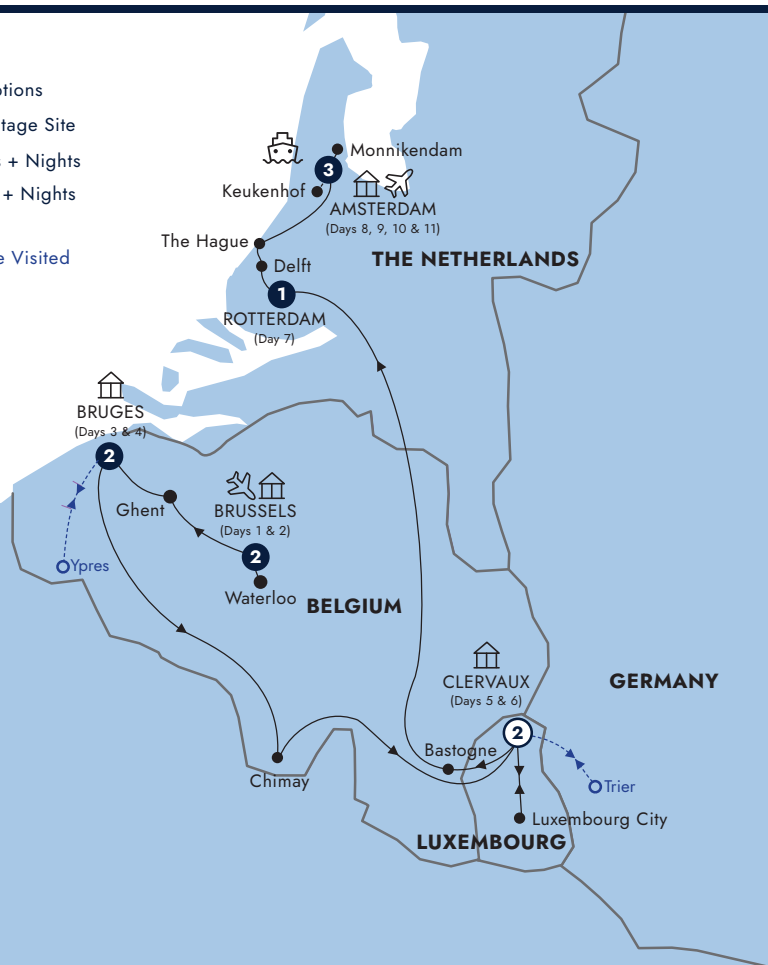 tage Site
+ Nights
+ Nights
Visited
Monnikendam
3
Keukenhof
AMSTERDAM
(Days 8, 9, 10 & 11)
The Hague
THE NETHERLANDS
Delft
1
ROTTERDAM
(Day 7)
BRUGES
(Days 3 & 4)
2
Ghent
BRUSSELS
(Days 1 & 2)
2
Ypres
Waterloo
BELGIUM
CLERVAUX
(Days 5 & 6)
GERMANY
2
Bastogne
Chimay
Trier
Luxembourg City
LUXEMBOURG